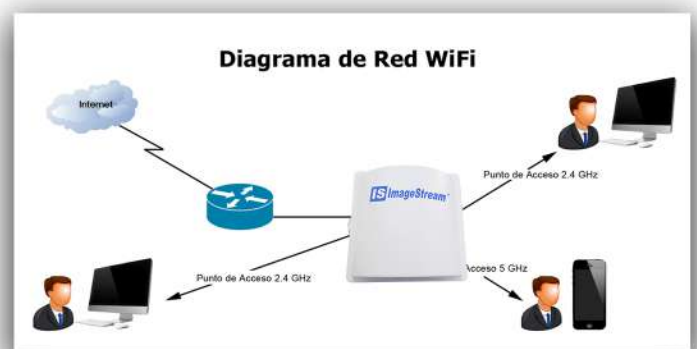 Diagrama de Red WiFi
Internet
Punto de Acceso 2.4 GHz
IS ImageStream
Punto de Acceso 2.4 GHz
Acceso 5 GHz